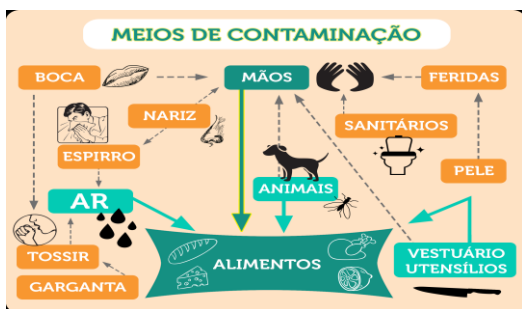 MEIOS DE CONTAMINAÇÃO
BOCA
MÃOS
FERIDAS
NARIZ
SANITÁRIOS
ESPIRRO
PELE
AR
ANIMAIS
TOSSIR
ALIMENTOS
VESTUÁRIO
UTENSÍLIOS
GARGANTA